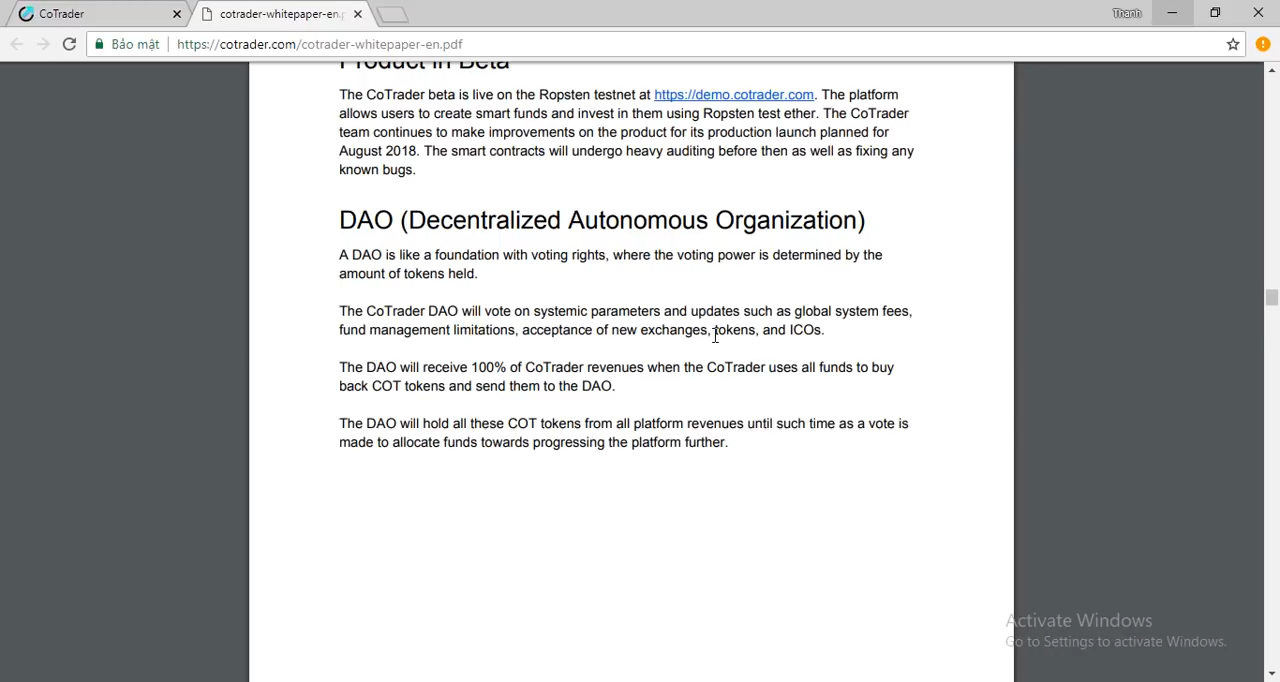 CoTrader
cotrader-whitepaper-en.p
Thanh
Bảo mật
https://cotrader.com/cotrader-whitepaper-en.pdf
Product in Beta
The CoTrader beta is live on the Ropsten testnet at https://demo.cotrader.com. The platform
allows users to create smart funds and invest in them using Ropsten test ether. The CoTrader
team continues to make improvements on the product for its production launch planned for
August 2018. The smart contracts will undergo heavy auditing before then as well as fixing any
known bugs.
DAO (Decentralized Autonomous Organization)
A DAO is like a foundation with voting rights, where the voting power is determined by the
amount of tokens held.
The CoTrader DAO will vote on systemic parameters and updates such as global system fees,
fund management limitations, acceptance of new exchanges, tokens, and ICOs.
The DAO will receive 100% of CoTrader revenues when the CoTrader uses all funds to buy
back COT tokens and send them to the DAO.
The DAO will hold all these COT tokens from all platform revenues until such time as a vote is
made to allocate funds towards progressing the platform further.
Activate Windows
Go to Settings to activate Windows.